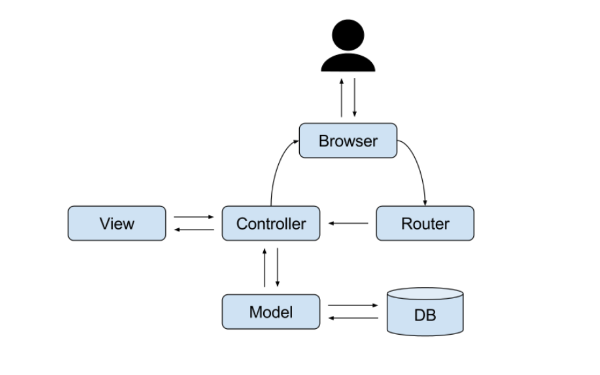 Browser
View
Controller
Router
Model
DB